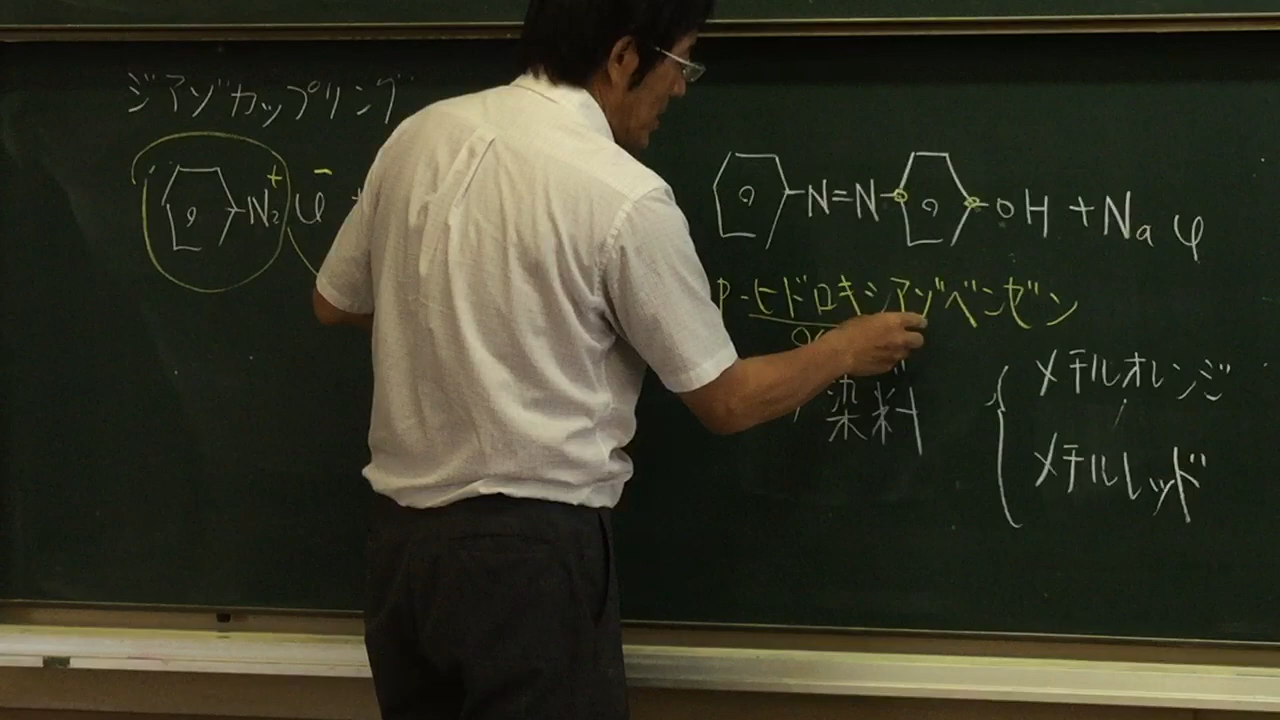 ジアゾカップリング
N₂⁺ Cl⁻
N=N OH + NaCl
p-ヒドロキシアゾベンゼン
染料
メチルオレンジ
メチルレッド